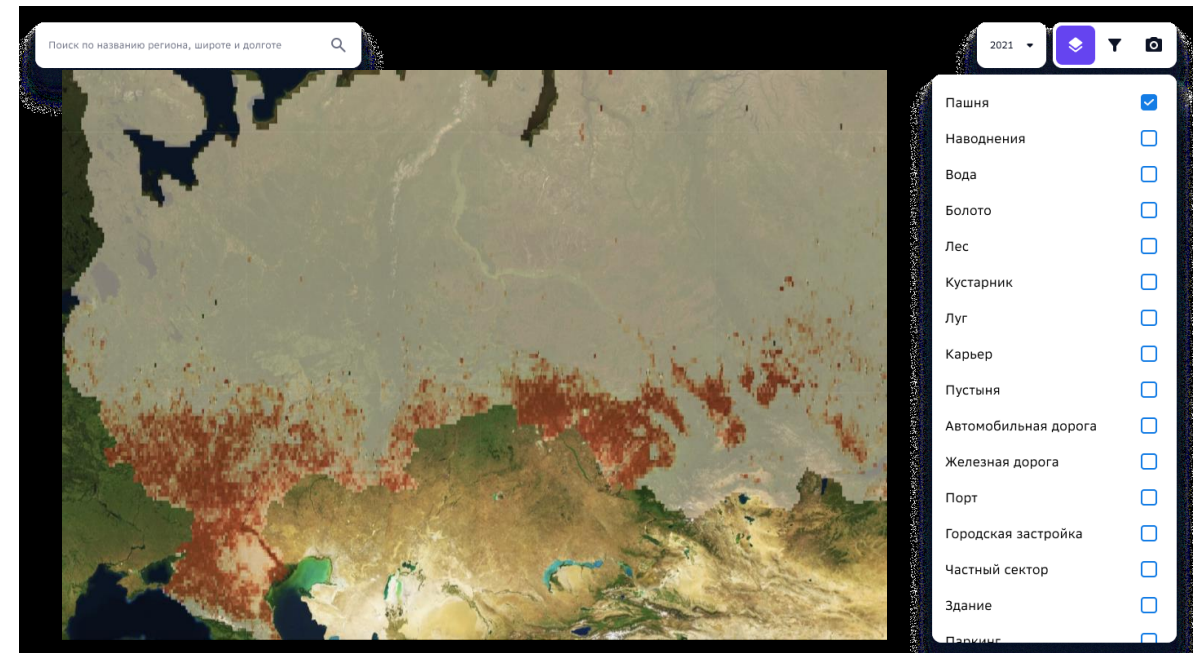 Поиск по названию региона, широте и долготе
2021
Пашня
Наводнения
Вода
Болото
Лес
Кустарник
Луг
Карьер
Пустыня
Автомобильная дорога
Железная дорога
Порт
Городская застройка
Частный сектор
Здание
Паркинг